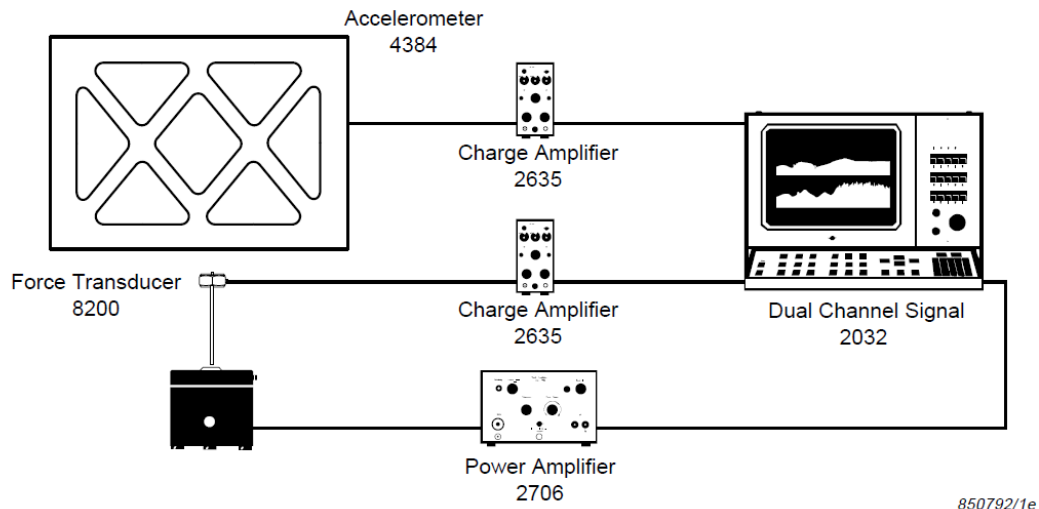 Accelerometer
4384
Charge Amplifier
2635
Force Transducer
8200
Charge Amplifier
2635
Dual Channel Signal
2032
Power Amplifier
2706
850792/1e